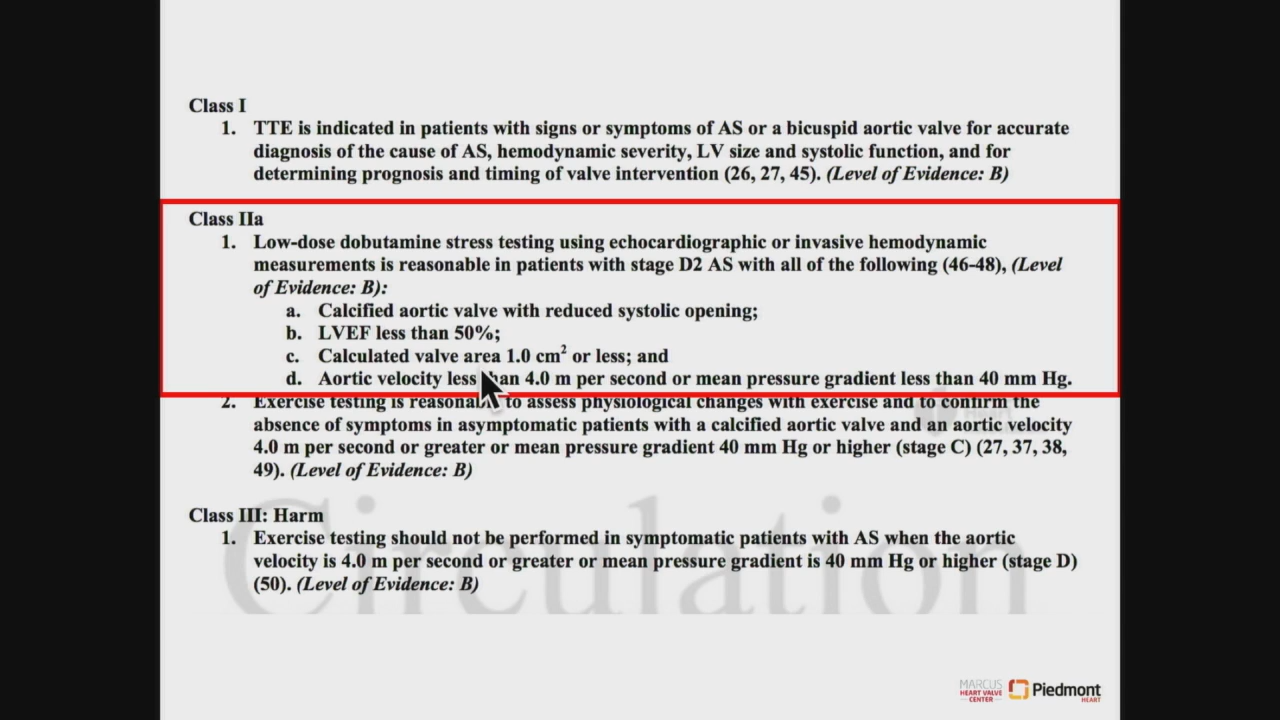 Class I
1. TTE is indicated in patients with signs or symptoms of AS or a bicuspid aortic valve for accurate
diagnosis of the cause of AS, hemodynamic severity, LV size and systolic function, and for
determining prognosis and timing of valve intervention (26, 27, 45). (Level of Evidence: B)
Class IIa
1. Low-dose dobutamine stress testing using echocardiographic or invasive hemodynamic
measurements is reasonable in patients with stage D2 AS with all of the following (46-48), (Level
of Evidence: B):
a. Calcified aortic valve with reduced systolic opening;
b. LVEF less than 50%;
c. Calculated valve area 1.0 cm² or less; and
d. Aortic velocity less than 4.0 m per second or mean pressure gradient less than 40 mm Hg.
2. Exercise testing is reasonable to assess physiological changes with exercise and to confirm the
absence of symptoms in asymptomatic patients with a calcified aortic valve and an aortic velocity
4.0 m per second or greater or mean pressure gradient 40 mm Hg or higher (stage C) (27, 37, 38,
49). (Level of Evidence: B)
Class III: Harm
1. Exercise testing should not be performed in symptomatic patients with AS when the aortic
velocity is 4.0 m per second or greater or mean pressure gradient is 40 mm Hg or higher (stage D)
(50). (Level of Evidence: B)
Circulation
MARCUS
HEART VALVE
CENTER
Piedmont
HEART